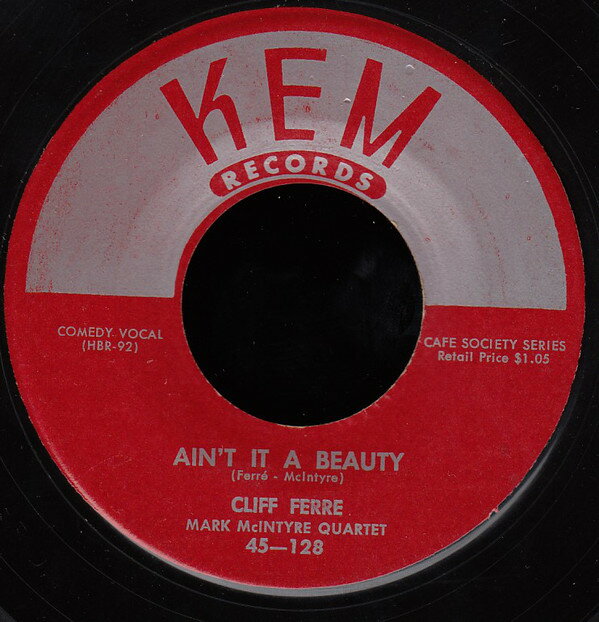 KEM
RECORDS
COMEDY VOCAL
(HBR-92)
CAFE SOCIETY SERIES
Retail Price $1.05
AIN'T IT A BEAUTY
(Ferré - McIntyre)
CLIFF FERRE
MARK McINTYRE QUARTET
45—128